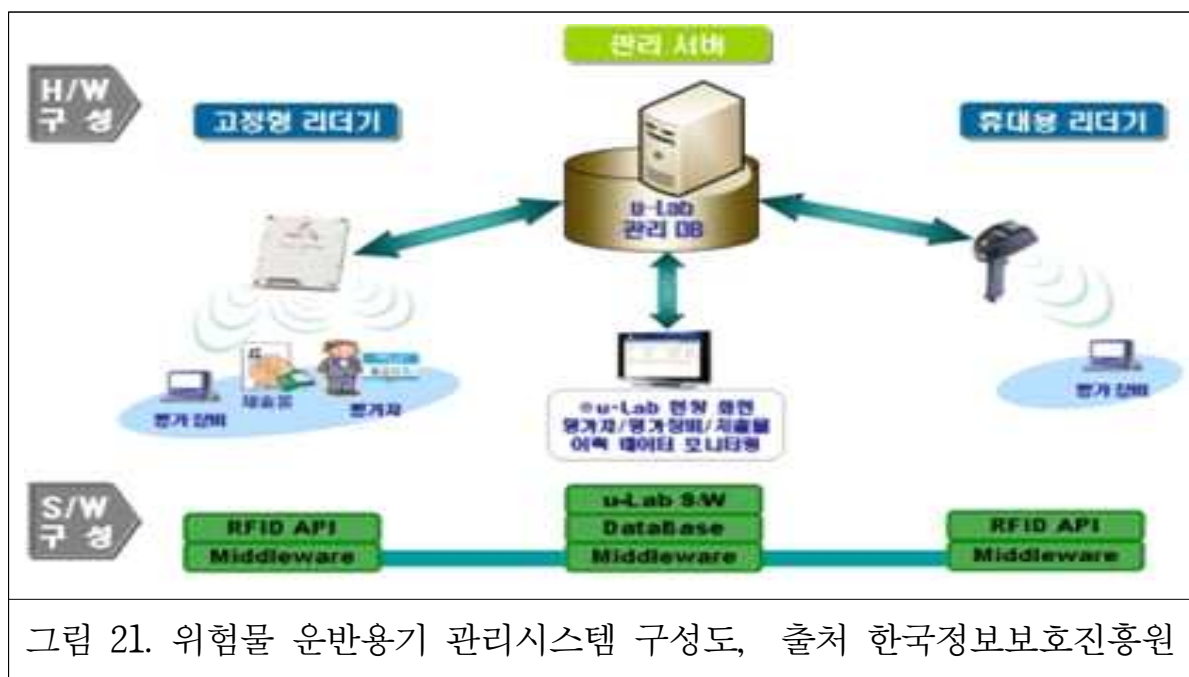 관리 서버
H/W
구 성
고정형 리더기
휴대용 리더기
u-Lab
관리 DB
제출물
평가 장비
평가자
평가 장비
※u-Lab 현황 화면
평가자/평가장비/제출물
이력 데이터 모니터링
S/W
구 성
RFID API
Middleware
u-Lab S/W
DataBase
Middleware
RFID API
Middleware
그림 21. 위험물 운반용기 관리시스템 구성도, 출처 한국정보보호진흥원